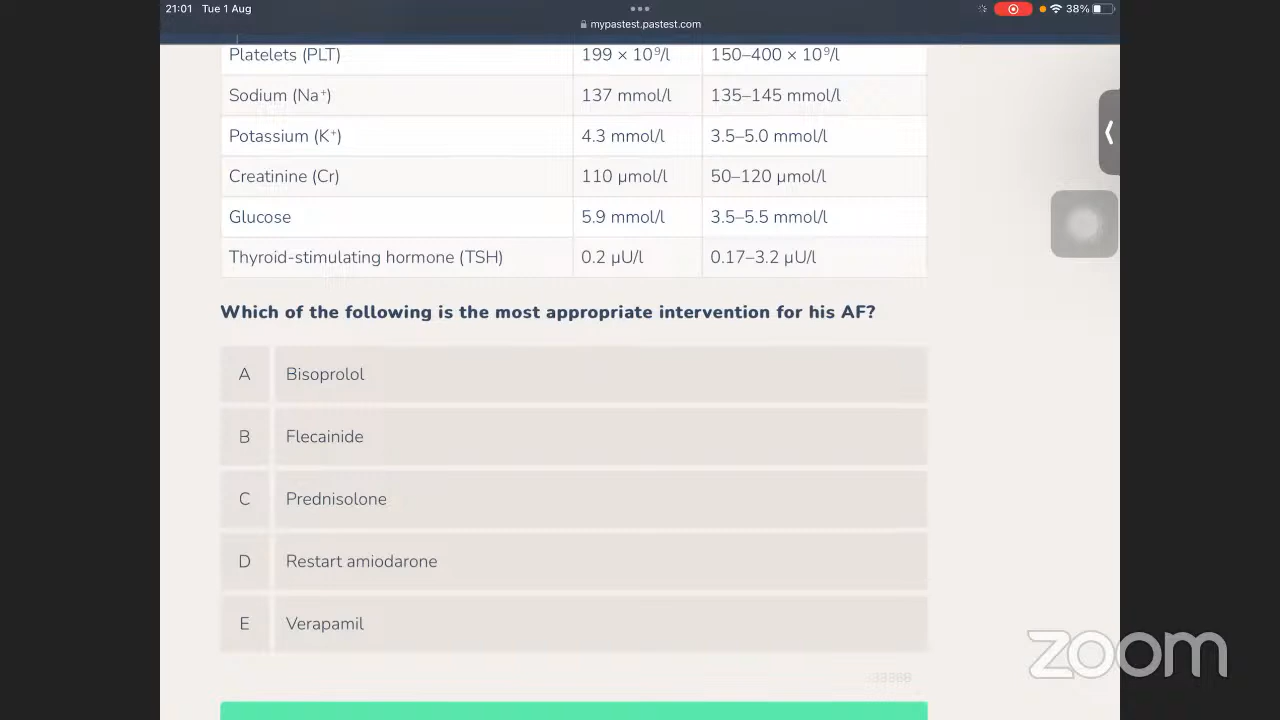 21:01 Tue 1 Aug
38%
mypastest.pastest.com
Platelets (PLT) 199 × 10⁹/l 150–400 × 10⁹/l
Sodium (Na⁺) 137 mmol/l 135–145 mmol/l
Potassium (K⁺) 4.3 mmol/l 3.5–5.0 mmol/l
Creatinine (Cr) 110 µmol/l 50–120 µmol/l
Glucose 5.9 mmol/l 3.5–5.5 mmol/l
Thyroid-stimulating hormone (TSH) 0.2 µU/l 0.17–3.2 µU/l
Which of the following is the most appropriate intervention for his AF?
A Bisoprolol
B Flecainide
C Prednisolone
D Restart amiodarone
E Verapamil
zoom